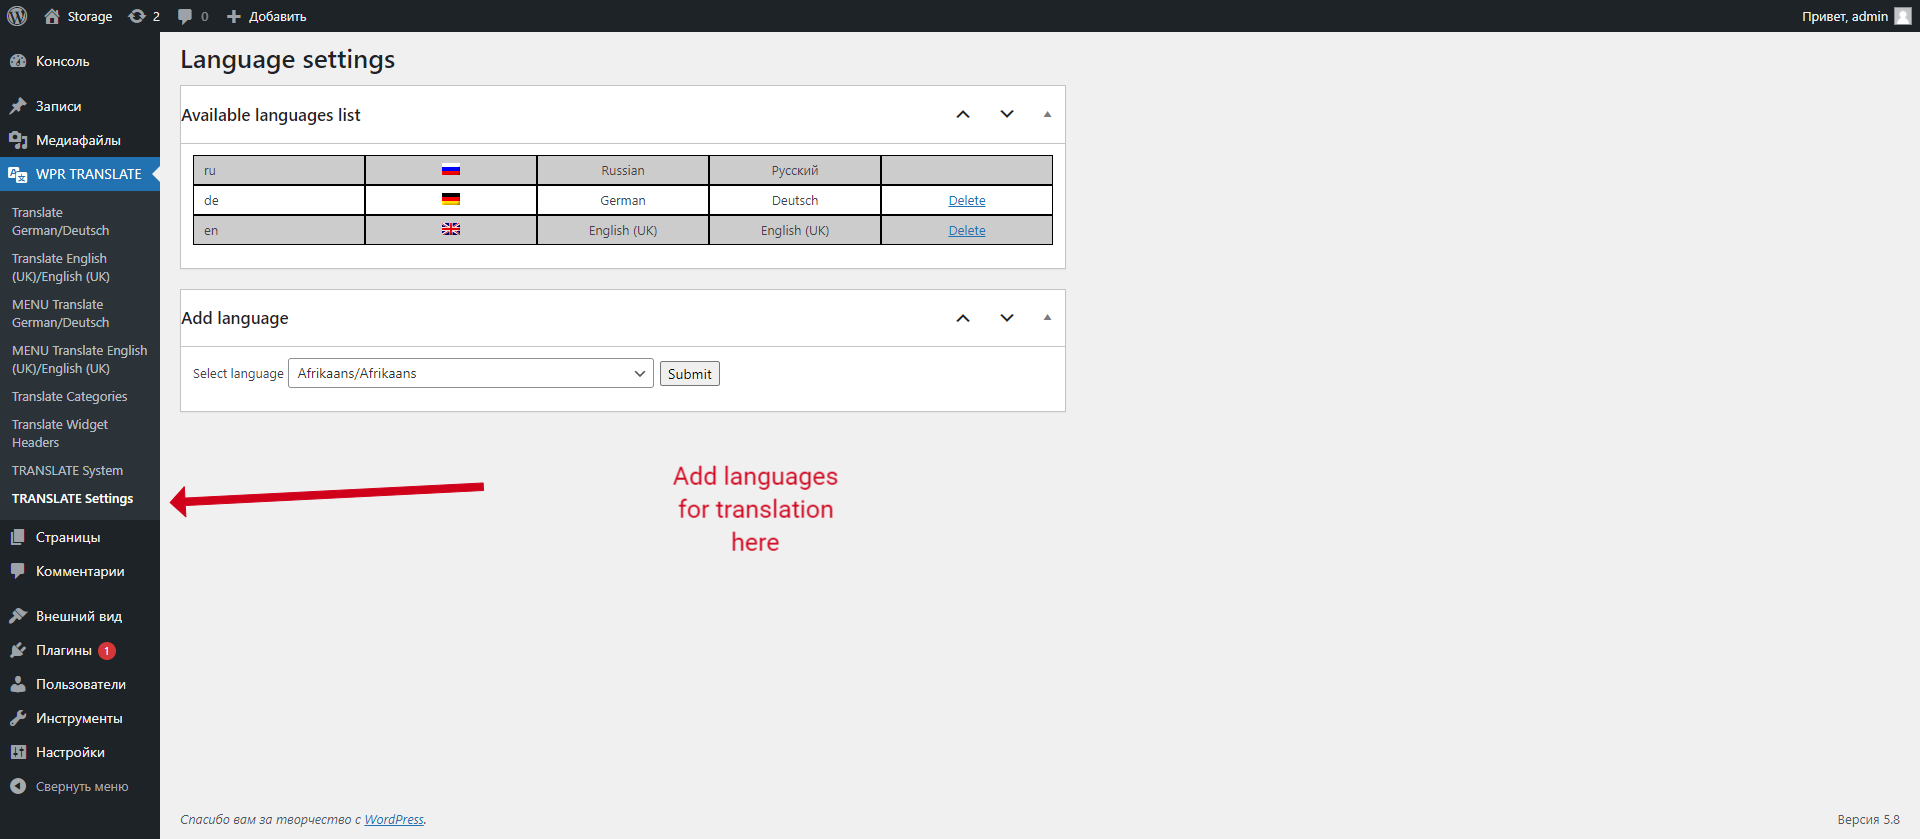 Storage 2 0 Добавить Привет, admin
Консоль
Записи
Медиафайлы
WPR TRANSLATE
Translate
German/Deutsch
Translate English
(UK)/English (UK)
MENU Translate
German/Deutsch
MENU Translate English
(UK)/English (UK)
Translate Categories
Translate Widget
Headers
TRANSLATE System
TRANSLATE Settings
Страницы
Комментарии
Внешний вид
Плагины 1
Пользователи
Инструменты
Настройки
Свернуть меню
Language settings
Available languages list
ru Russian Русский
de German Deutsch Delete
en English (UK) English (UK) Delete
Add language
Select language Afrikaans/Afrikaans Submit
Add languages
for translation
here
Спасибо вам за творчество с WordPress. Версия 5.8